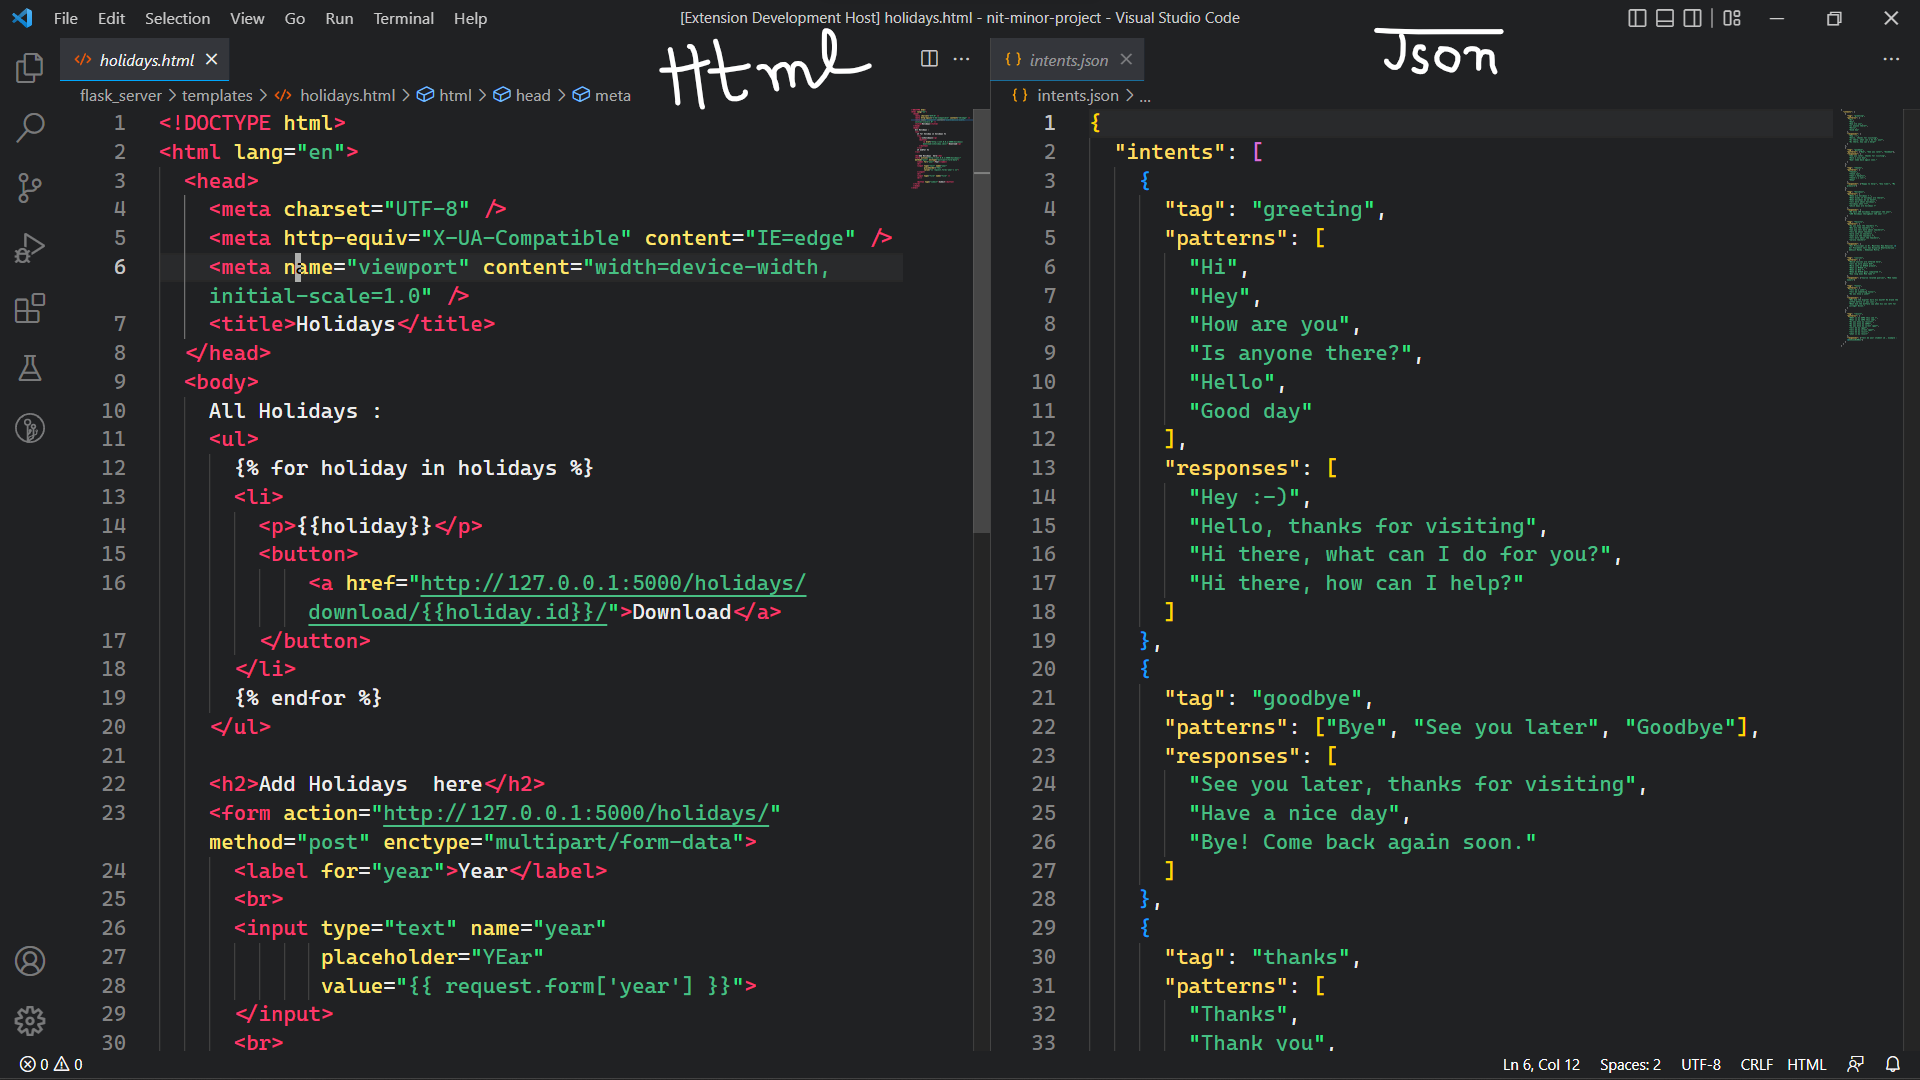 File Edit Selection View Go Run Terminal Help
[Extension Development Host] holidays.html - nit-minor-project - Visual Studio Code
holidays.html
Html
flask_server > templates > holidays.html > html > head > meta
1 <!DOCTYPE html>
2 <html lang="en">
3 <head>
4 <meta charset="UTF-8" />
5 <meta http-equiv="X-UA-Compatible" content="IE=edge" />
6 <meta name="viewport" content="width=device-width,
initial-scale=1.0" />
7 <title>Holidays</title>
8 </head>
9 <body>
10 All Holidays :
11 <ul>
12 {% for holiday in holidays %}
13 <li>
14 <p>{{holiday}}</p>
15 <button>
16 <a href="http://127.0.0.1:5000/holidays/
download/{{holiday.id}}/">Download</a>
17 </button>
18 </li>
19 {% endfor %}
20 </ul>
21
22 <h2>Add Holidays  here</h2>
23 <form action="http://127.0.0.1:5000/holidays/"
method="post" enctype="multipart/form-data">
24 <label for="year">Year</label>
25 <br>
26 <input type="text" name="year"
27 placeholder="YEar"
28 value="{{ request.form['year'] }}">
29 </input>
30 <br>
intents.json
Json
intents.json > ...
1 {
2 "intents": [
3 {
4 "tag": "greeting",
5 "patterns": [
6 "Hi",
7 "Hey",
8 "How are you",
9 "Is anyone there?",
10 "Hello",
11 "Good day"
12 ],
13 "responses": [
14 "Hey :-)",
15 "Hello, thanks for visiting",
16 "Hi there, what can I do for you?",
17 "Hi there, how can I help?"
18 ]
19 },
20 {
21 "tag": "goodbye",
22 "patterns": ["Bye", "See you later", "Goodbye"],
23 "responses": [
24 "See you later, thanks for visiting",
25 "Have a nice day",
26 "Bye! Come back again soon."
27 ]
28 },
29 {
30 "tag": "thanks",
31 "patterns": [
32 "Thanks",
33 "Thank you",
0 0
Ln 6, Col 12 Spaces: 2 UTF-8 CRLF HTML